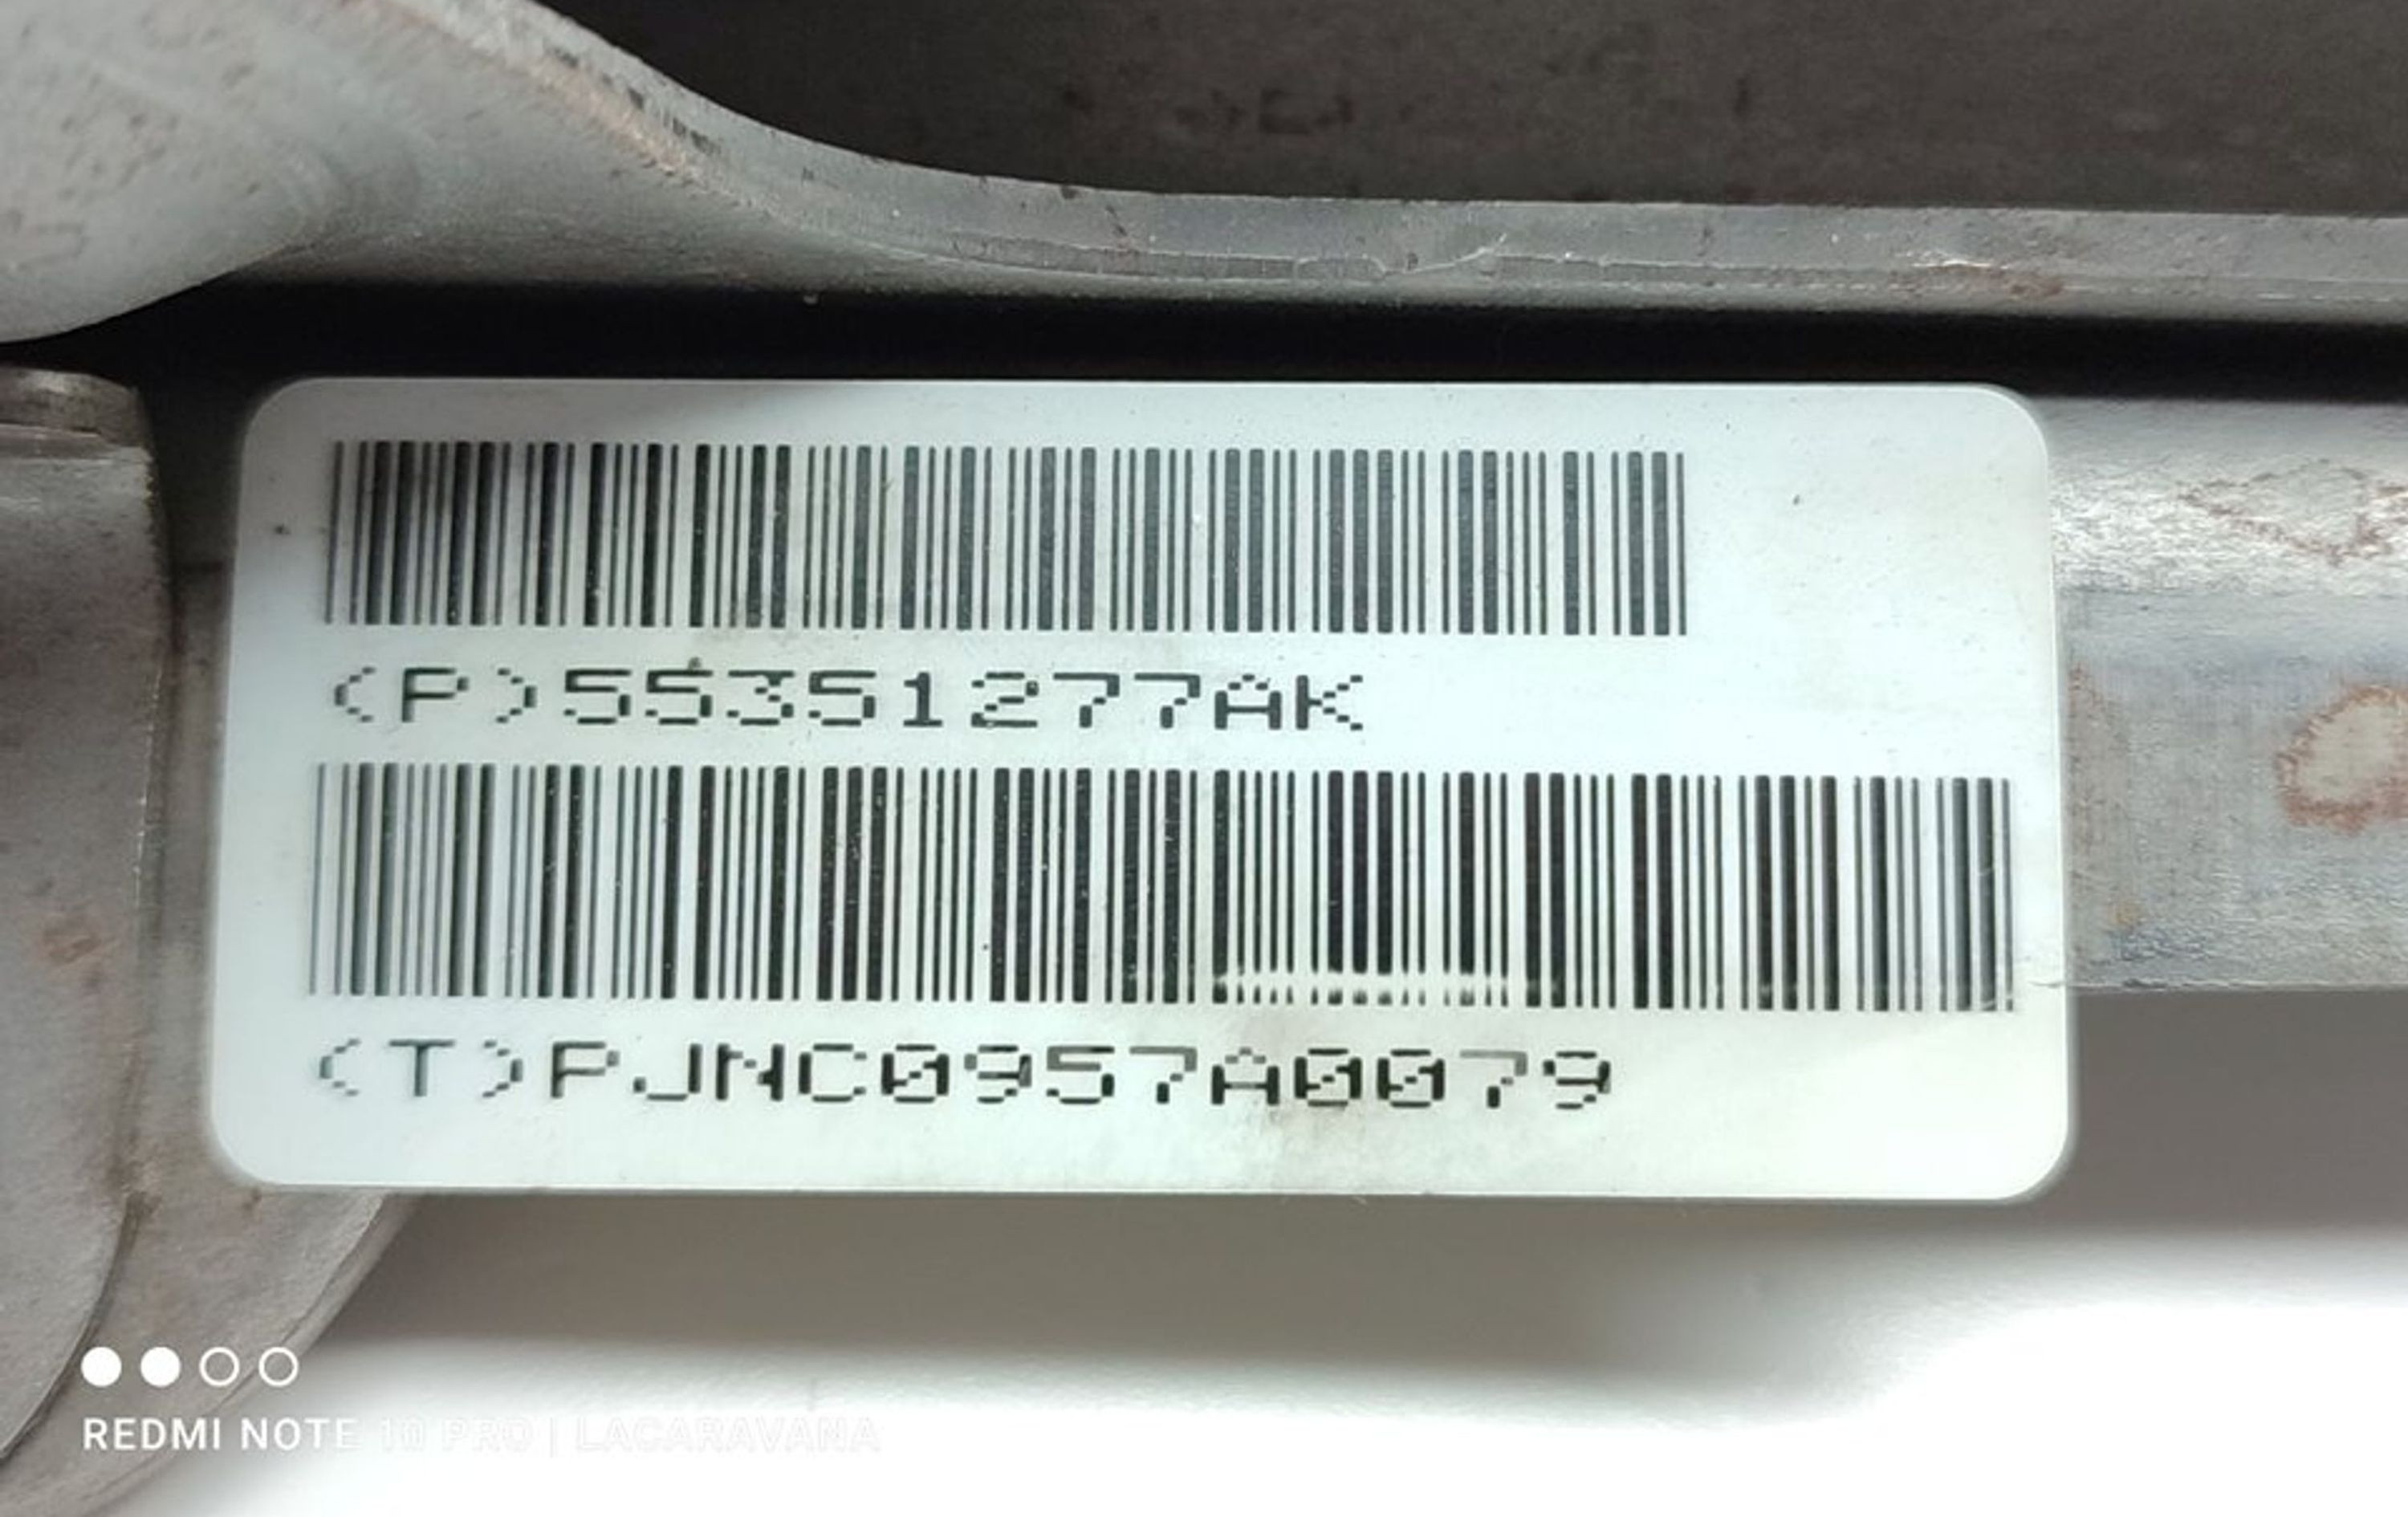 (P)55351277AK
(T)PJNC0957A0079
REDMI NOTE 10 PRO | LACARAVANA